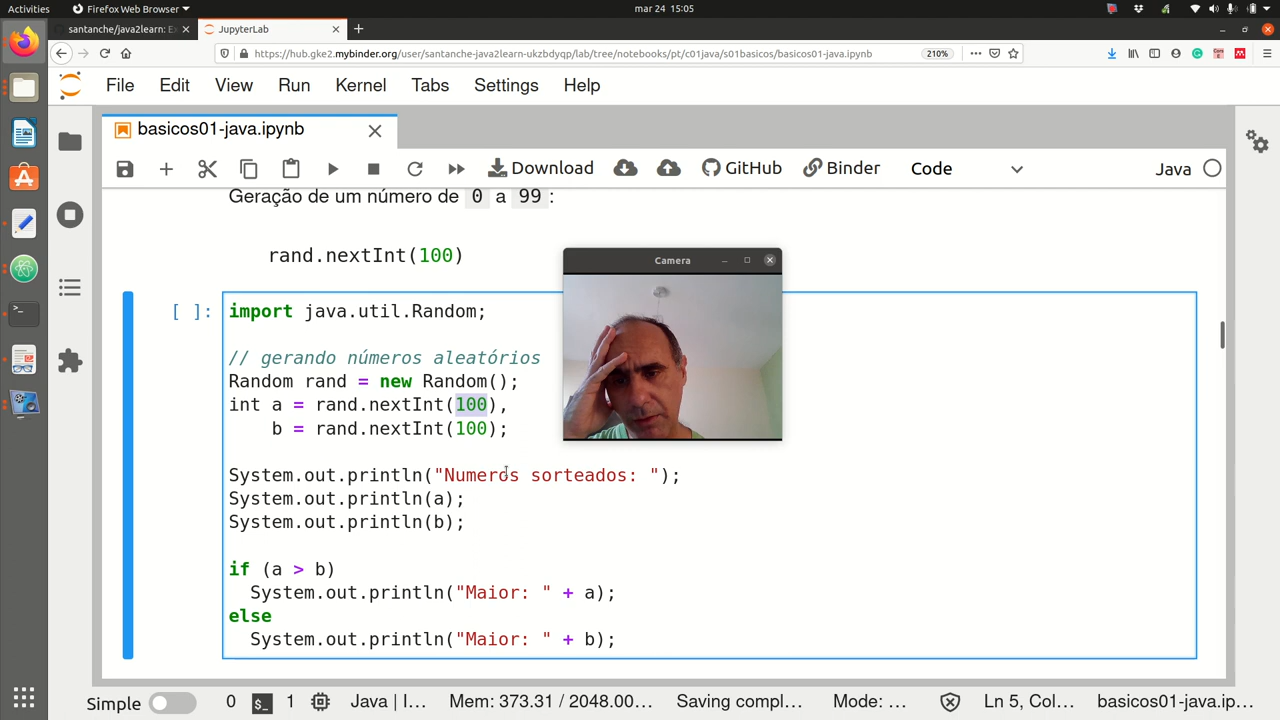 Activities
Firefox Web Browser
mar 24 15:05
santanche/java2learn: Ex
JupyterLab
https://hub.gke2.mybinder.org/user/santanche-java2learn-ukzbdyqp/lab/tree/notebooks/pt/c01java/s01basicos/basicos01-java.ipynb
210%
File Edit View Run Kernel Tabs Settings Help
basicos01-java.ipynb
Download GitHub Binder Code Java
Geração de um número de 0 a 99 :
rand.nextInt(100)
Camera
[ ]:
import java.util.Random;
// gerando números aleatórios
Random rand = new Random();
int a = rand.nextInt(100),
b = rand.nextInt(100);
System.out.println("Numeros sorteados: ");
System.out.println(a);
System.out.println(b);
if (a > b)
System.out.println("Maior: " + a);
else
System.out.println("Maior: " + b);
Simple 0 $_ 1 Java | I... Mem: 373.31 / 2048.00... Saving compl... Mode: ... Ln 5, Col... basicos01-java.ip...